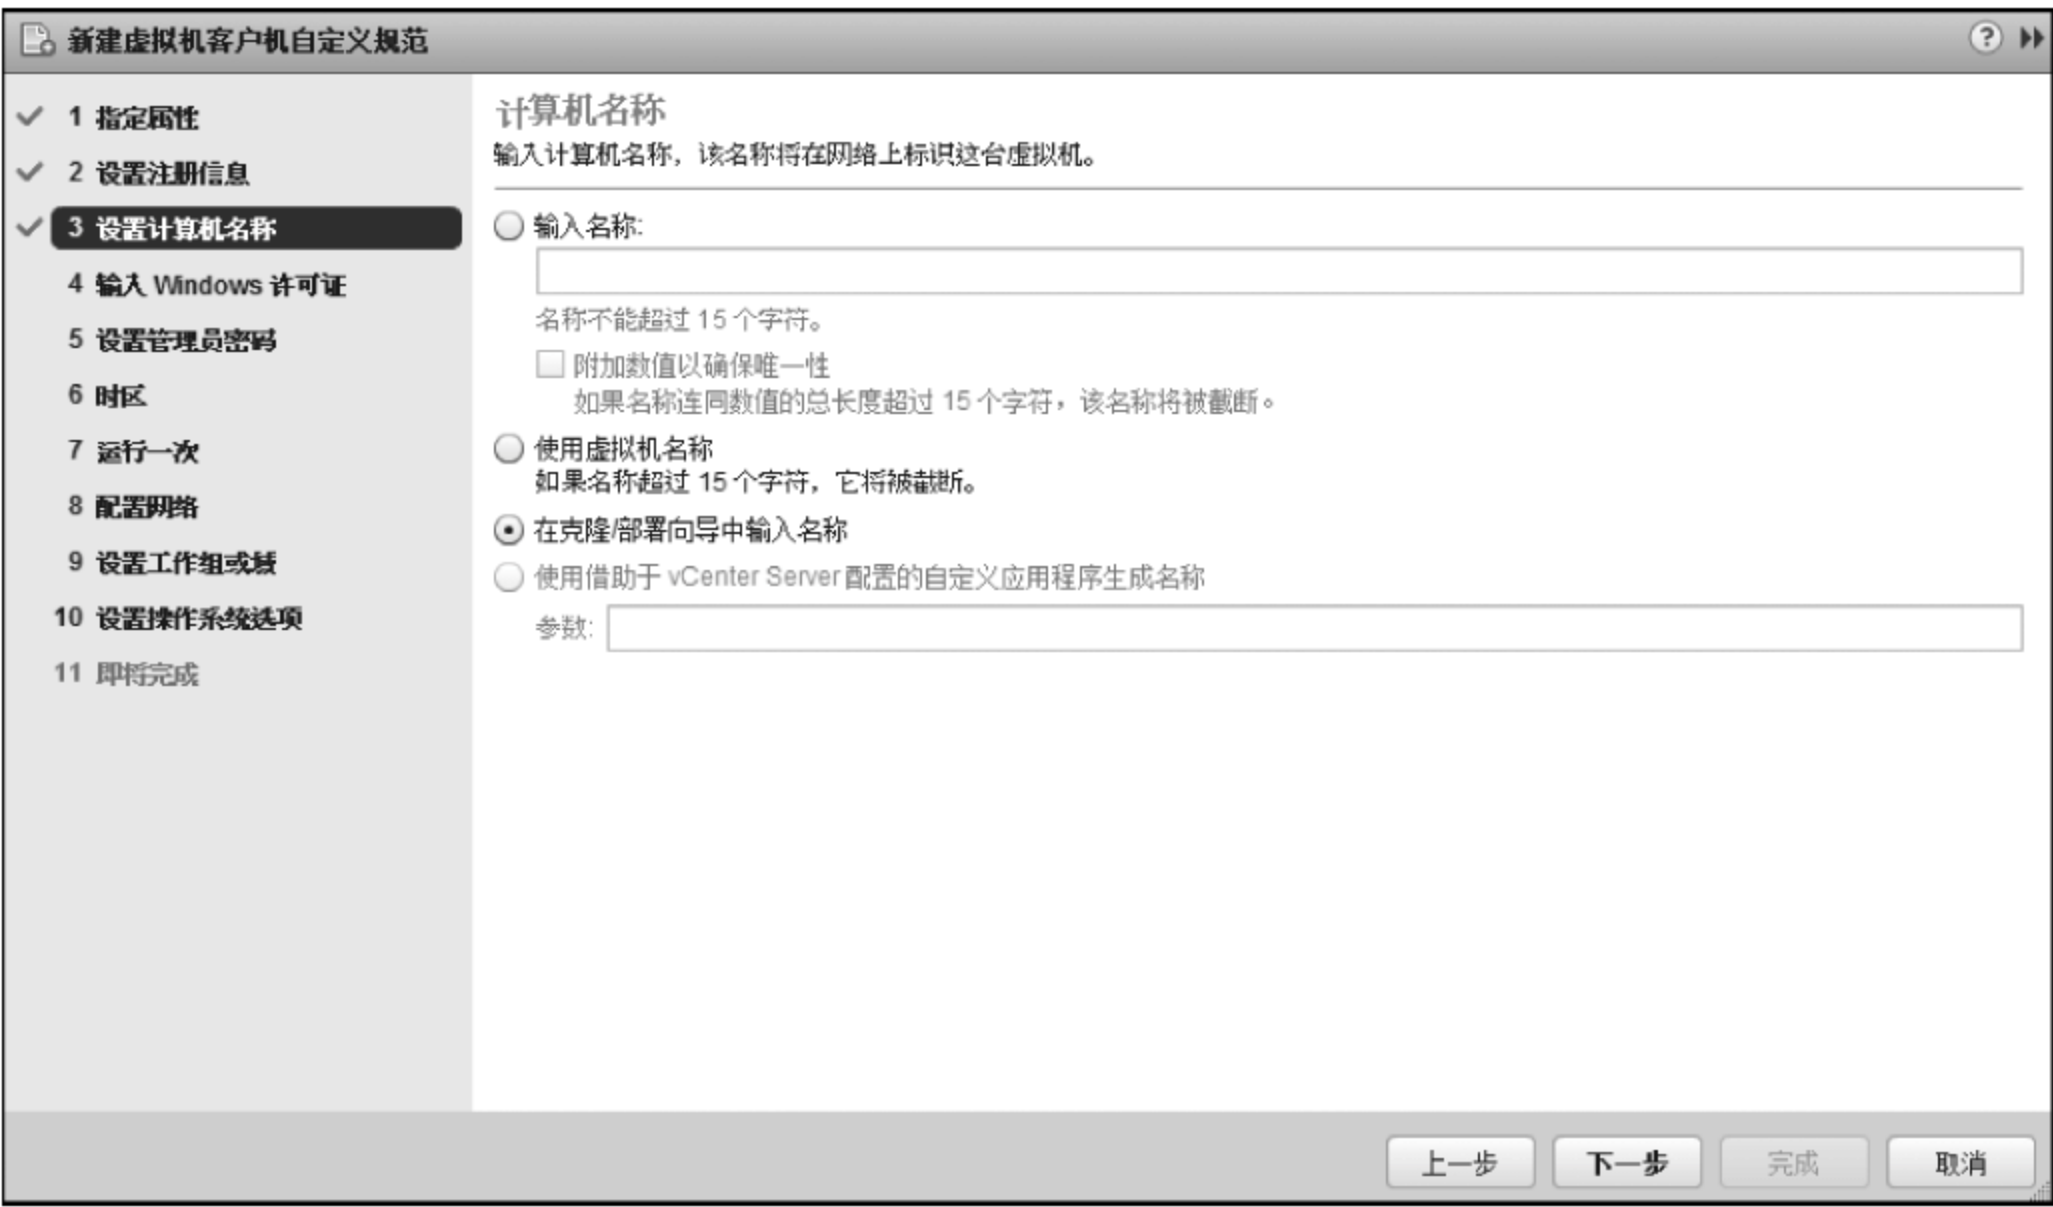 新建虚拟机客户机自定义规范
1 指定属性
2 设置注册信息
3 设置计算机名称
4 输入 Windows 许可证
5 设置管理员密码
6 时区
7 运行一次
8 配置网络
9 设置工作组或域
10 设置操作系统选项
11 即将完成
计算机名称
输入计算机名称，该名称将在网络上标识这台虚拟机。
输入名称:
名称不能超过 15 个字符。
附加数值以确保唯一性
如果名称连同数值的总长度超过 15 个字符，该名称将被截断。
使用虚拟机名称
如果名称超过 15 个字符，它将被截断。
在克隆/部署向导中输入名称
使用借助于 vCenter Server 配置的自定义应用程序生成名称
参数:
上一步 下一步 完成 取消